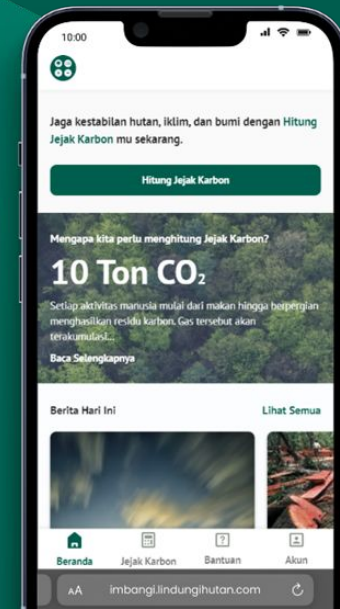 10:00
Jaga kestabilan hutan, iklim, dan bumi dengan Hitung
Jejak Karbon mu sekarang.
Hitung Jejak Karbon
Mengapa kita perlu menghitung Jejak Karbon?
10 Ton CO₂
Setiap aktivitas manusia mulai dari makan hingga berpergian
menghasilkan residu karbon. Gas tersebut akan
terakumulasi...
Baca Selengkapnya
Berita Hari Ini
Lihat Semua
Beranda
Jejak Karbon
Bantuan
Akun
AA
imbangi.lindungihutan.com